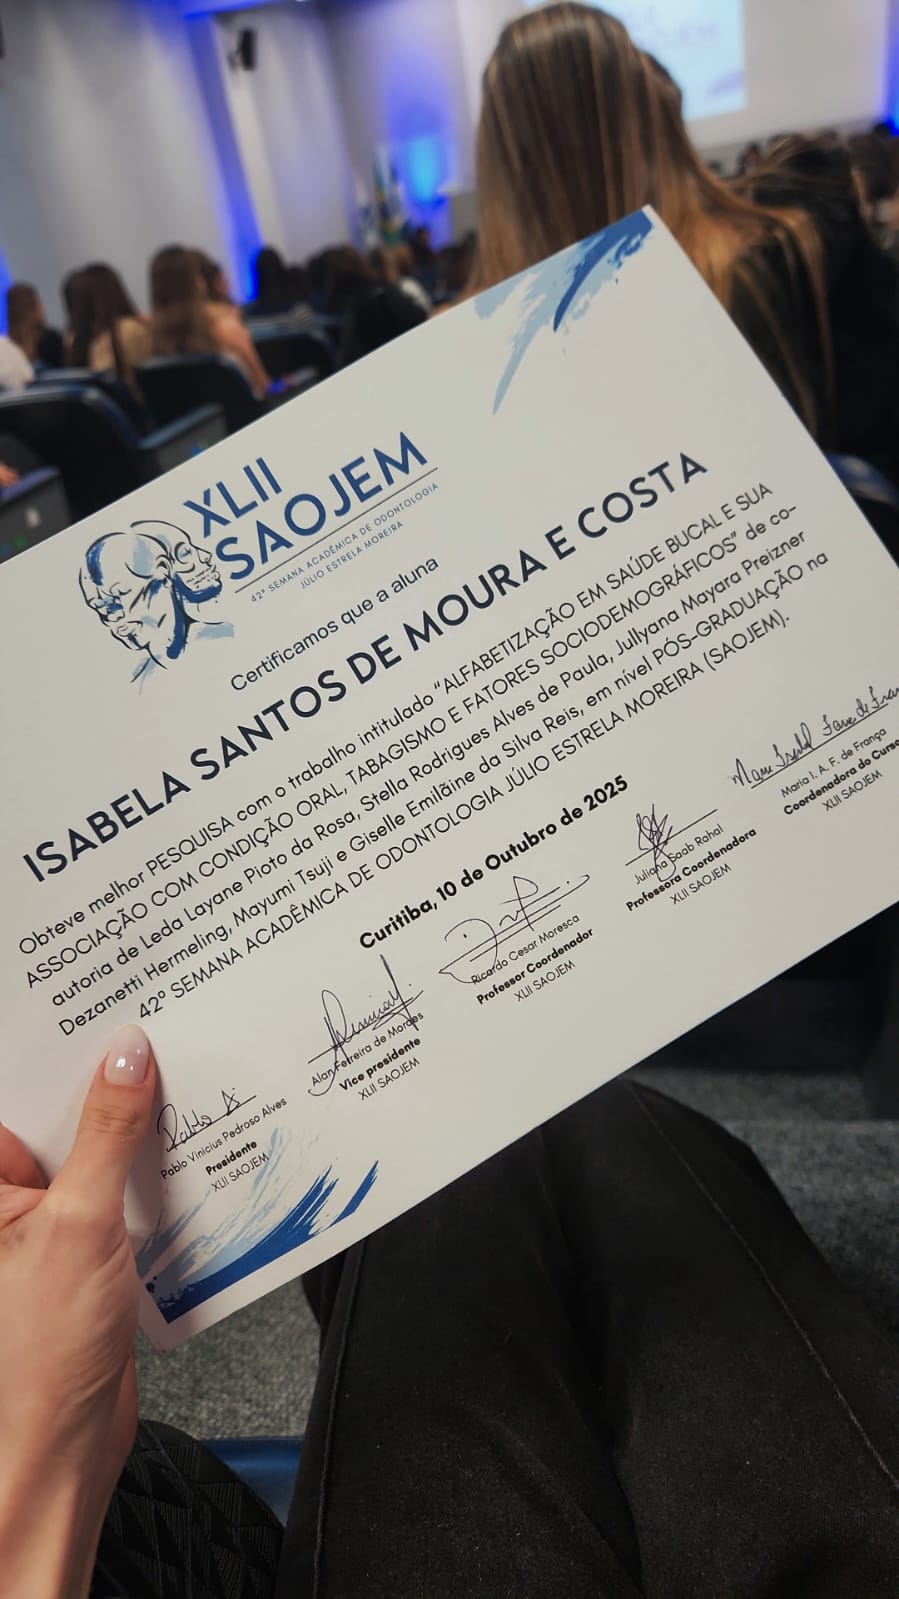 XLII
SAOJEM
42ª SEMANA ACADÊMICA DE ODONTOLOGIA
JÚLIO ESTRELA MOREIRA
Certificamos que a aluna
ISABELA SANTOS DE MOURA E COSTA
Obteve melhor PESQUISA com o trabalho intitulado "ALFABETIZAÇÃO EM SAÚDE BUCAL E SUA
ASSOCIAÇÃO COM CONDIÇÃO ORAL, TABAGISMO E FATORES SOCIODEMOGRÁFICOS" de co-
autoria de Leda Layane Pioto da Rosa, Stella Rodrigues Alves de Paula, Jullyana Mayara Preizner
Dezanetti Hermeling, Mayumi Tsuji e Giselle Emilãine da Silva Reis, em nível PÓS-GRADUAÇÃO na
42º SEMANA ACADÊMICA DE ODONTOLOGIA JÚLIO ESTRELA MOREIRA (SAOJEM).
Curitiba, 10 de Outubro de 2025
Pablo Vinicius Pedroso Alves
Presidente
XLII SAOJEM
Alan Ferreira de Moraes
Vice presidente
XLII SAOJEM
Ricardo Cesar Moresca
Professor Coordenador
XLII SAOJEM
Juliana Saab Rahal
Professora Coordenadora
XLII SAOJEM
Maria I. A. F. de França
Coordenadora do Curso
XLII SAOJEM